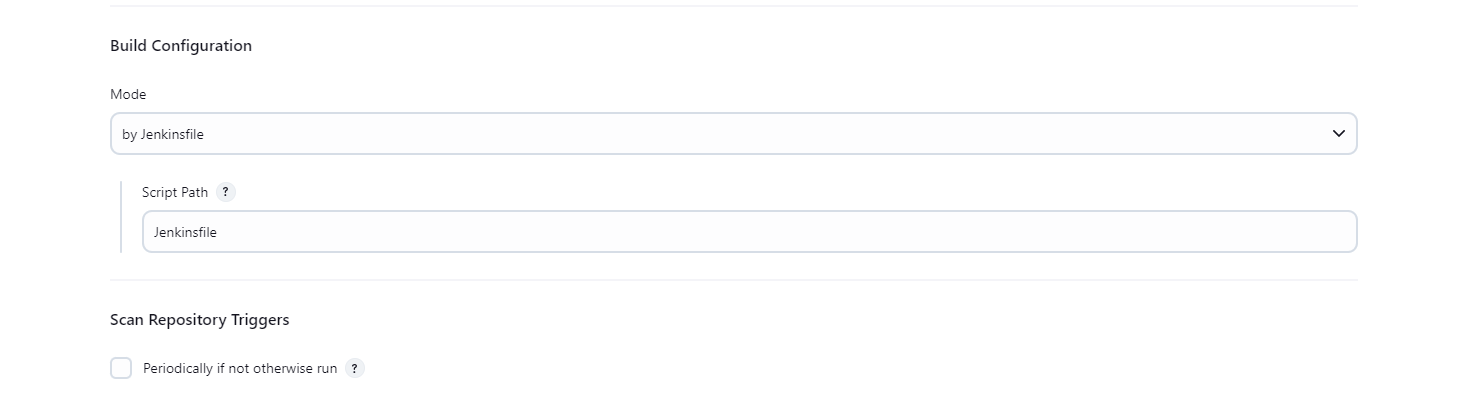 Build Configuration
Mode
by Jenkinsfile
Script Path ?
Jenkinsfile
Scan Repository Triggers
Periodically if not otherwise run ?